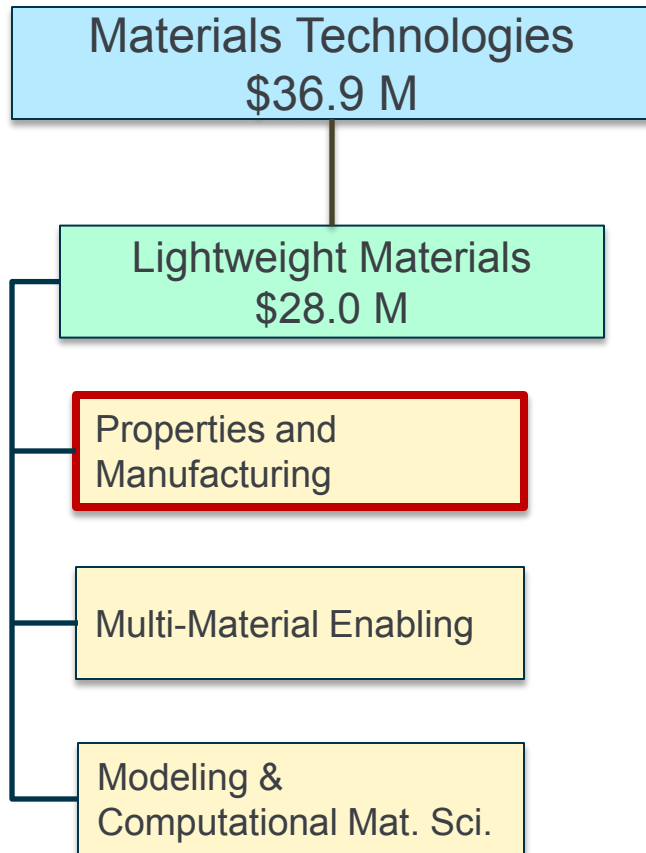 Materials Technologies
$36.9 M
Lightweight Materials
$28.0 M
Properties and
Manufacturing
Multi-Material Enabling
Modeling &
Computational Mat. Sci.